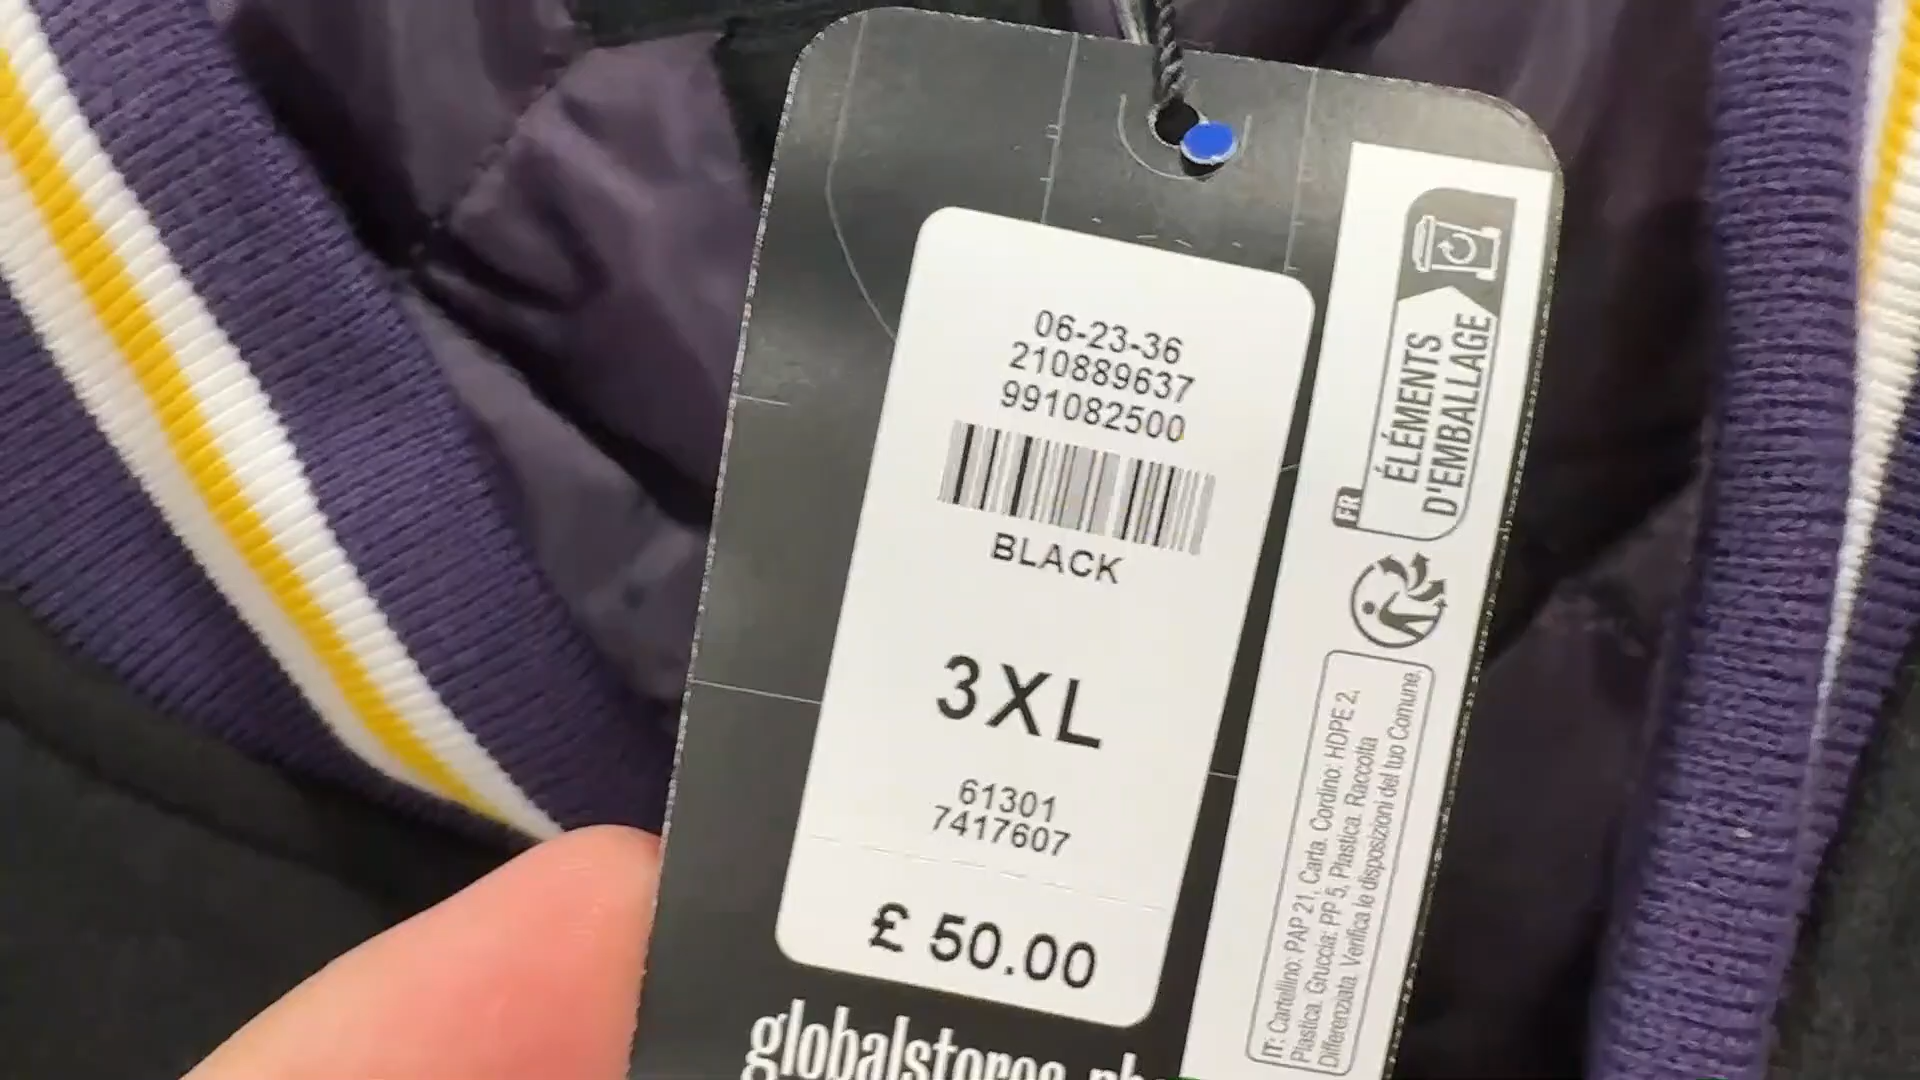 06-23-36
210889637
991082500
BLACK
3XL
61301
7417607
£ 50.00
globalstores
FR
ÉLÉMENTS
D'EMBALLAGE
IT: Cartellino: PAP 21, Carta. Cordino: HDPE 2,
Plastica. Gruccia: PP 5, Plastica. Raccolta
Differenziata. Verifica le disposizioni del tuo Comune.